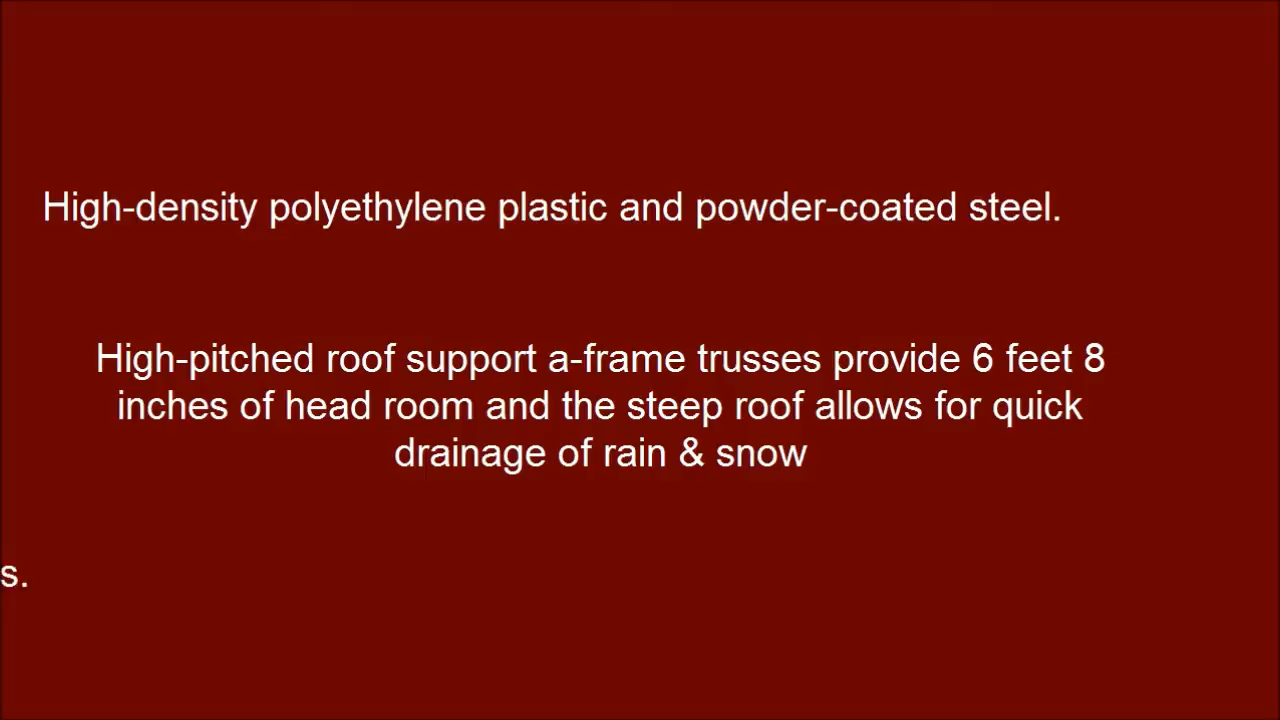 High-density polyethylene plastic and powder-coated steel.
High-pitched roof support a-frame trusses provide 6 feet 8
inches of head room and the steep roof allows for quick
drainage of rain & snow
s.